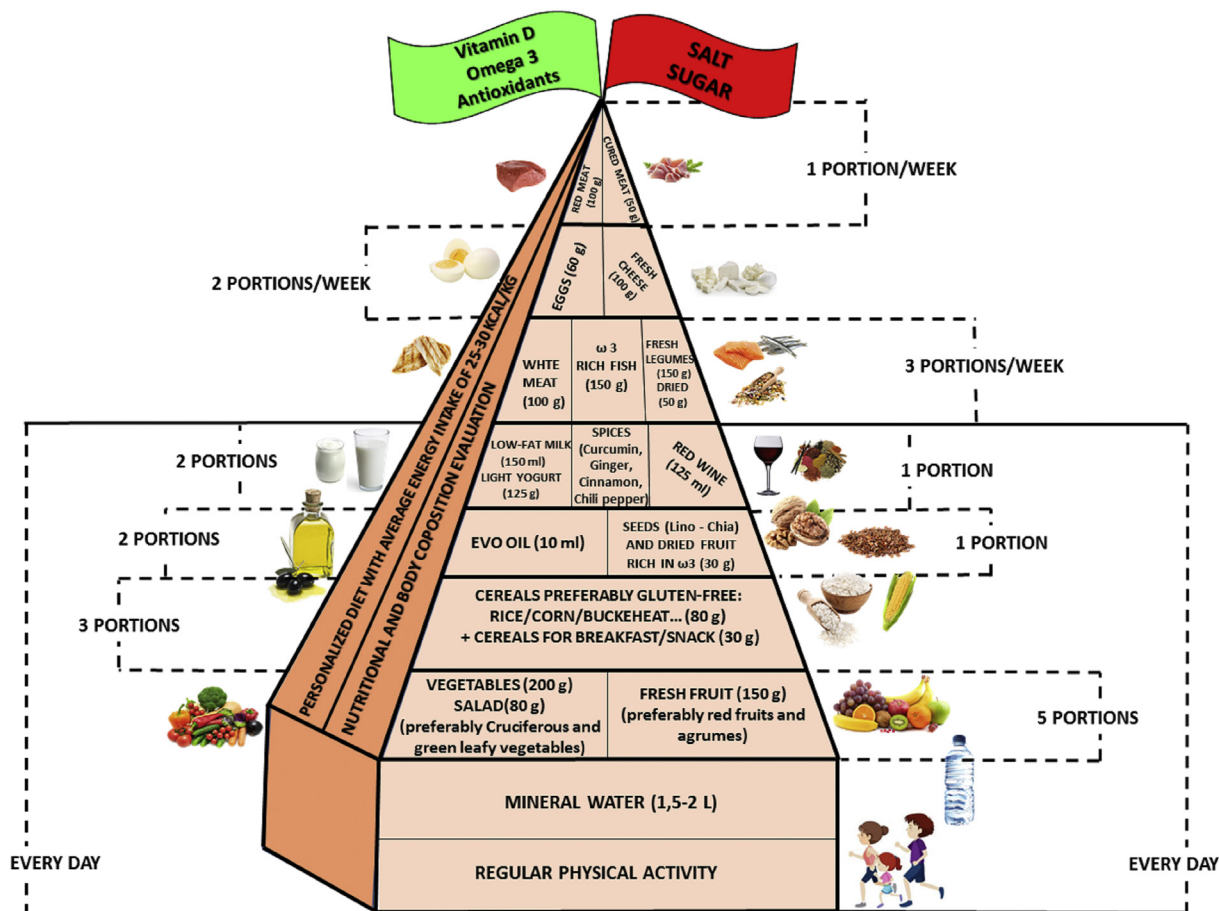 Vitamin D
Omega 3
Antioxidants
SALT
SUGAR
1 PORTION/WEEK
RED MEAT
(100 g)
CURED MEAT
(50 g)
2 PORTIONS/WEEK
EGGS (60 g)
FRESH
CHEESE
(100 g)
3 PORTIONS/WEEK
WHTE
MEAT
(100 g)
ω 3
RICH FISH
(150 g)
FRESH
LEGUMES
(150 g)
DRIED
(50 g)
2 PORTIONS
LOW-FAT MILK
(150 ml)
LIGHT YOGURT
(125 g)
SPICES
(Curcumin,
Ginger,
Cinnamon,
Chili pepper)
RED WINE
(125 ml)
1 PORTION
2 PORTIONS
EVO OIL (10 ml)
SEEDS (Lino - Chia)
AND DRIED FRUIT
RICH IN ω3 (30 g)
1 PORTION
3 PORTIONS
CEREALS PREFERABLY GLUTEN-FREE:
RICE/CORN/BUCKEHEAT... (80 g)
+ CEREALS FOR BREAKFAST/SNACK (30 g)
VEGETABLES (200 g)
SALAD(80 g)
(preferably Cruciferous and
green leafy vegetables)
FRESH FRUIT (150 g)
(preferably red fruits and
agrumes)
5 PORTIONS
PERSONALIZED DIET WITH AVERAGE ENERGY INTAKE OF 25-30 KCAL/KG
NUTRITIONAL AND BODY COPOSITION EVALUATION
MINERAL WATER (1,5-2 L)
REGULAR PHYSICAL ACTIVITY
EVERY DAY
EVERY DAY